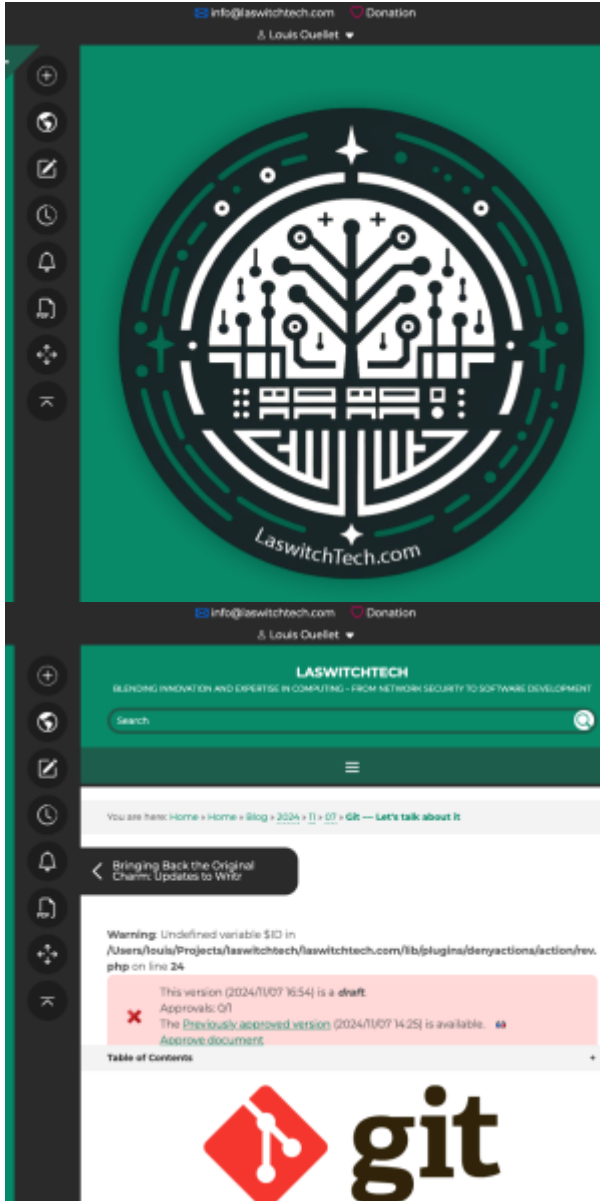 info@laswitchtech.com Donation
Louis Ouellet
PDF
LaswitchTech.com
info@laswitchtech.com Donation
Louis Ouellet
LASWITCHTECH
BLENDING INNOVATION AND EXPERTISE IN COMPUTING – FROM NETWORK SECURITY TO SOFTWARE DEVELOPMENT
Search
You are here: Home » Home » Blog » 2024 » 11 » 07 » Git — Let's talk about it
Bringing Back the Original
Charm: Updates to Writr
Warning: Undefined variable $ID in
/Users/louis/Projects/laswitchtech/laswitchtech.com/lib/plugins/denyactions/action/rev.
php on line 24
This version (2024/11/07 16:54) is a draft.
Approvals: 0/1
The Previously approved version (2024/11/07 14:25) is available.
Approve document
PDF
Table of Contents +
git